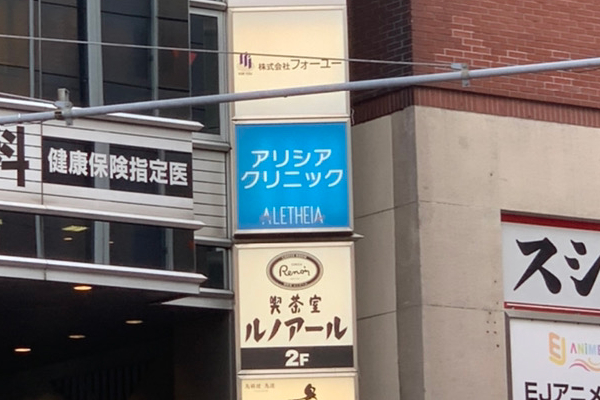 株式会社フォーユー
科
健康保険指定医
アリシア
クリニック
ALETHEIA
Renoir
喫茶室
ルノアール
2F
スシ
EJ ANIME
EJアニメ